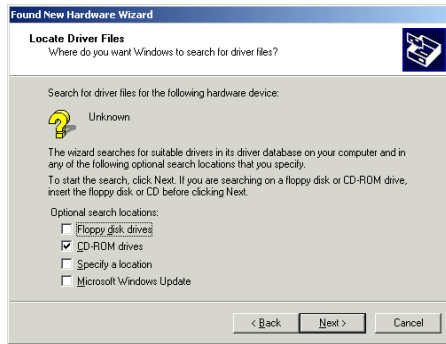 Found New Hardware Wizard
Locate Driver Files
Where do you want Windows to search for driver files?
Search for driver files for the following hardware device:
Unknown
The wizard searches for suitable drivers in its driver database on your computer and in
any of the following optional search locations that you specify.
To start the search, click Next. If you are searching on a floppy disk or CD-ROM drive,
insert the floppy disk or CD before clicking Next.
Optional search locations:
Floppy disk drives
CD-ROM drives
Specify a location
Microsoft Windows Update
< Back Next > Cancel